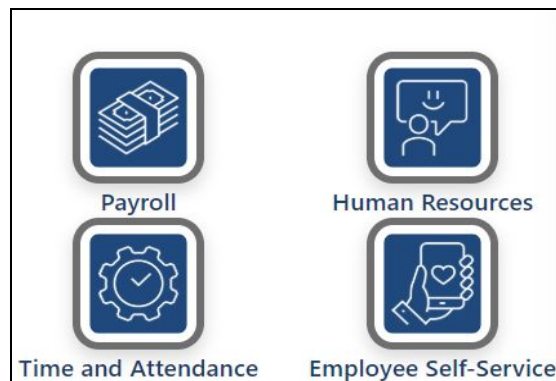 Payroll
Human Resources
Time and Attendance
Employee Self-Service